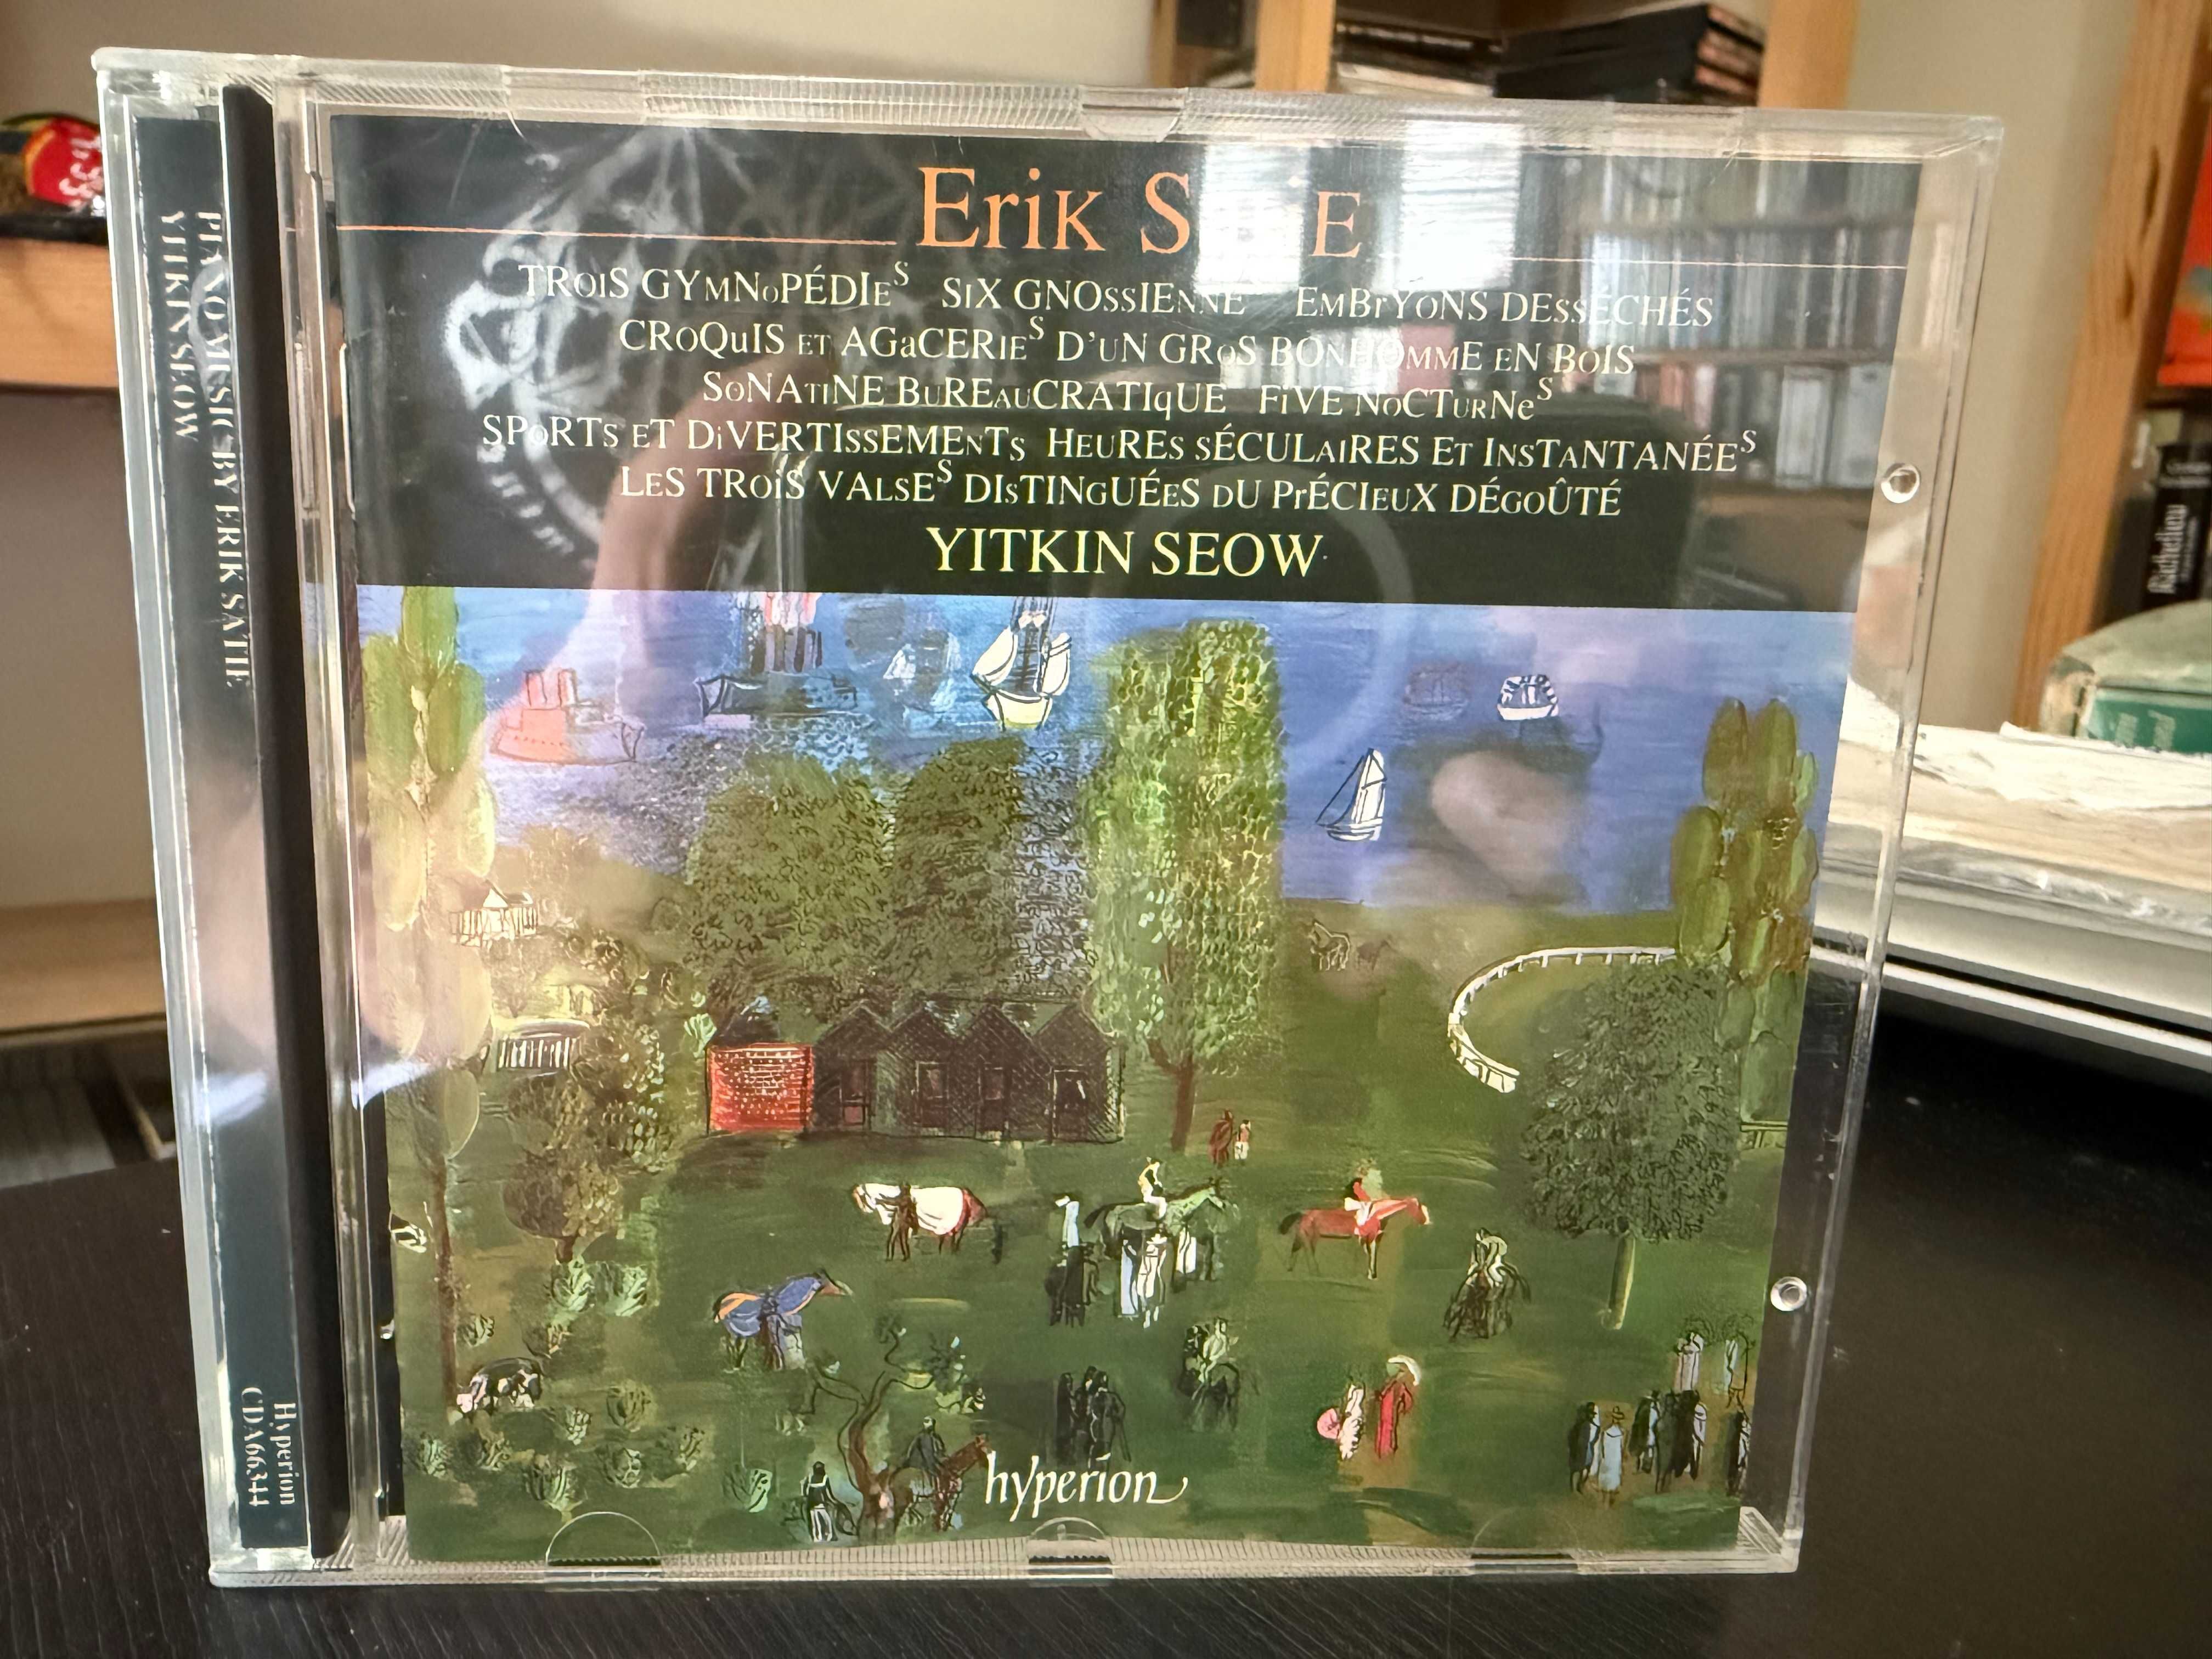 Erik S E
TROiS GYMNoPÉDIES SiX GNOssIENNE EmBrYoNS DEssÉCHÉS
CRoQuIS ET AGaCERIES D'uN GRoS BONHOMME eN BOIS
SoNATiNE BuREAuCRATIqUE FiVE NoCTuRNeS
SPoRTs ET DiVERTIssEMENTs HEuREs sÉCULAiRES ET InsTANTANÉES
LES TROiS VALsES DIsTINGUÉeS DU PrÉCIEUX DÉGoÛTÉ
YITKIN SEOW
hyperion
PIANO MUSIC BY ERIK SATIE
YITKIN SEOW
Hyperion
CDA66344
Richelieu